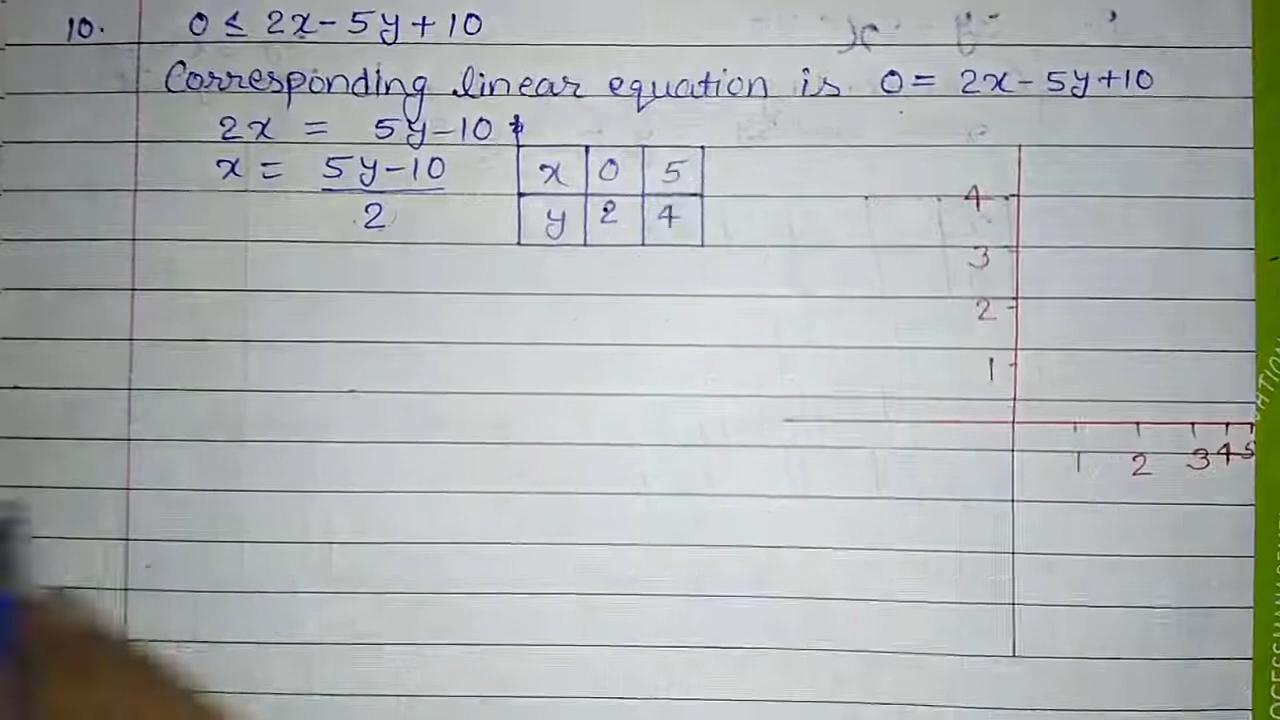 10. 0 ≤ 2x - 5y + 10
Corresponding linear equation is 0 = 2x - 5y + 10
2x = 5y - 10
x = 5y - 10
2
x 0 5
y 2 4
4
3
2
1
1 2 3 4 5